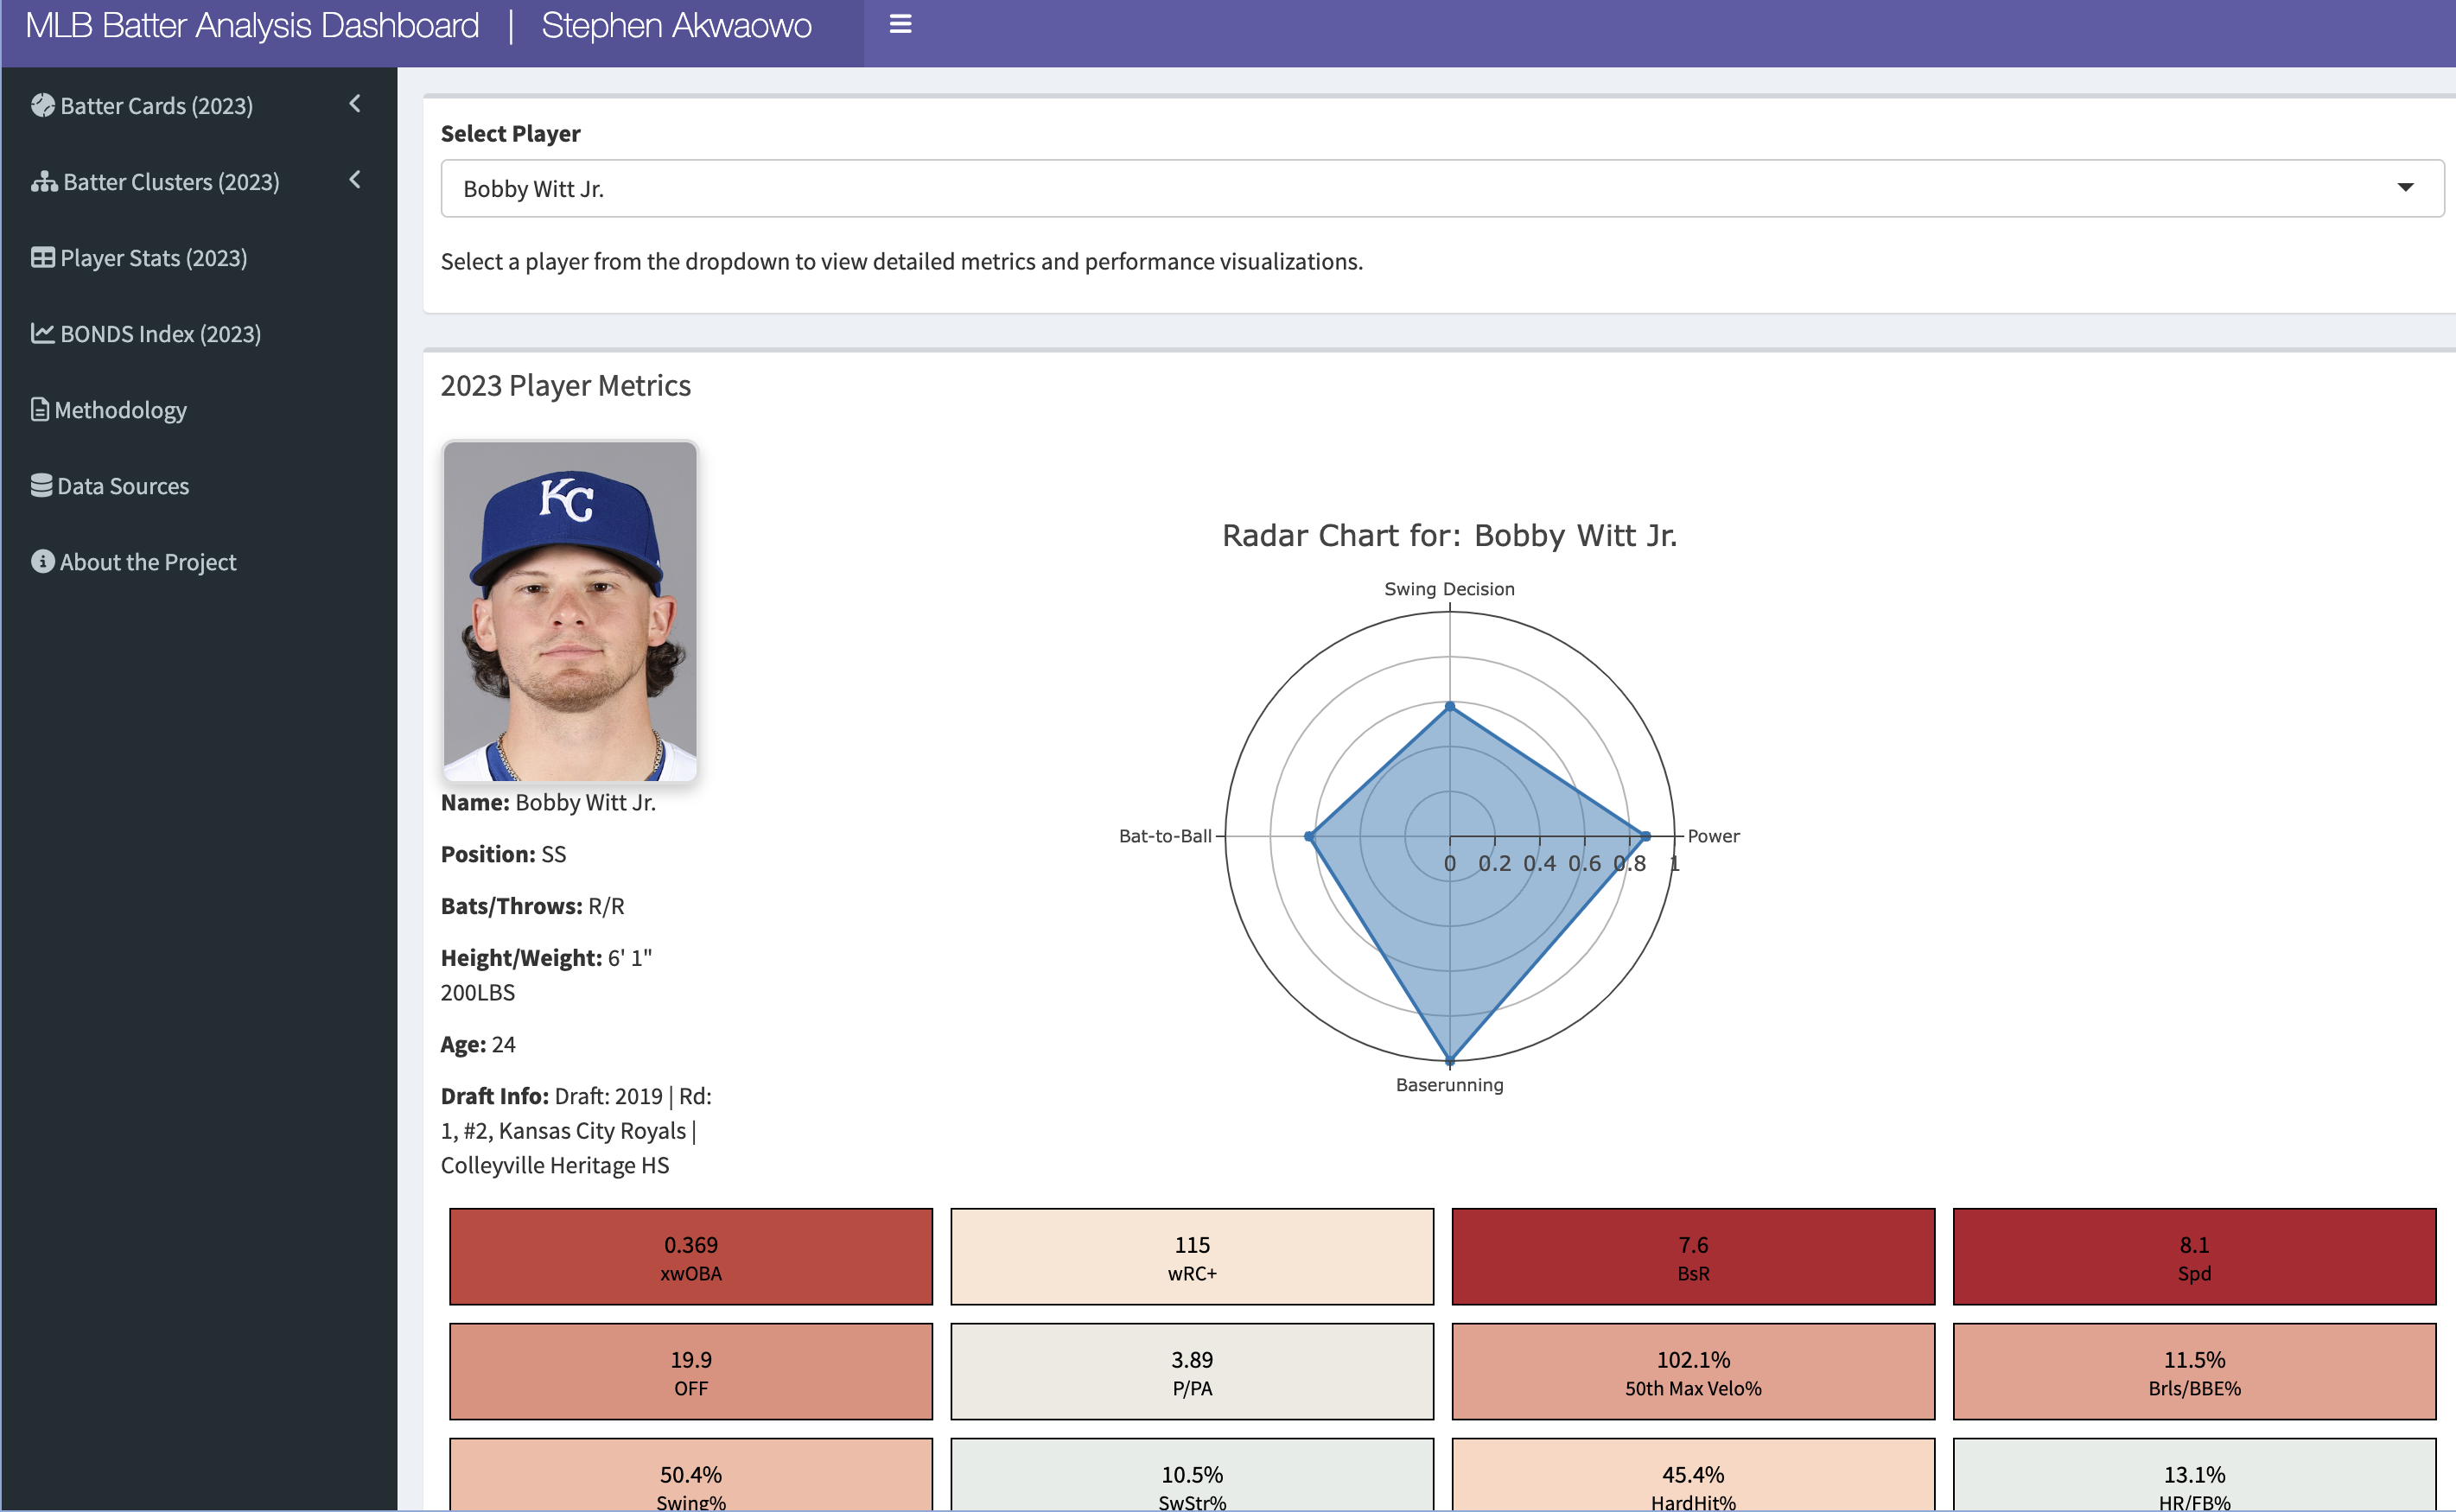 MLB Batter Analysis Dashboard | Stephen Akwaowo
Batter Cards (2023)
Batter Clusters (2023)
Player Stats (2023)
BONDS Index (2023)
Methodology
Data Sources
About the Project
Select Player
Bobby Witt Jr.
Select a player from the dropdown to view detailed metrics and performance visualizations.
2023 Player Metrics
KC
Name: Bobby Witt Jr.
Position: SS
Bats/Throws: R/R
Height/Weight: 6' 1"
200LBS
Age: 24
Draft Info: Draft: 2019 | Rd:
1, #2, Kansas City Royals |
Colleyville Heritage HS
Radar Chart for: Bobby Witt Jr.
Swing Decision
Bat-to-Ball
Power
0 0.2 0.4 0.6 0.8 1
Baserunning
0.369
xwOBA
115
wRC+
7.6
BsR
8.1
Spd
19.9
OFF
3.89
P/PA
102.1%
50th Max Velo%
11.5%
Brls/BBE%
50.4%
Swing%
10.5%
SwStr%
45.4%
HardHit%
13.1%
HR/FB%